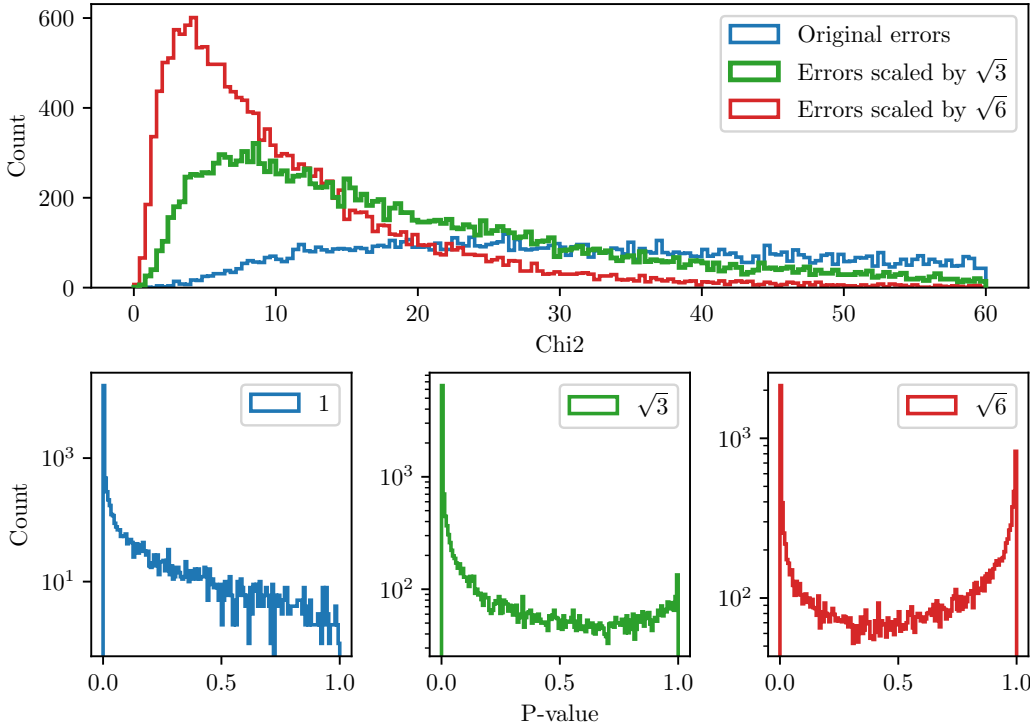 600
400
200
0
Count
Original errors
Errors scaled by √3
Errors scaled by √6
0 10 20 30 40 50 60
Chi2
10³
10¹
Count
1
0.0 0.5 1.0
10³
10²
√3
0.0 0.5 1.0
10³
10²
√6
0.0 0.5 1.0
P-value